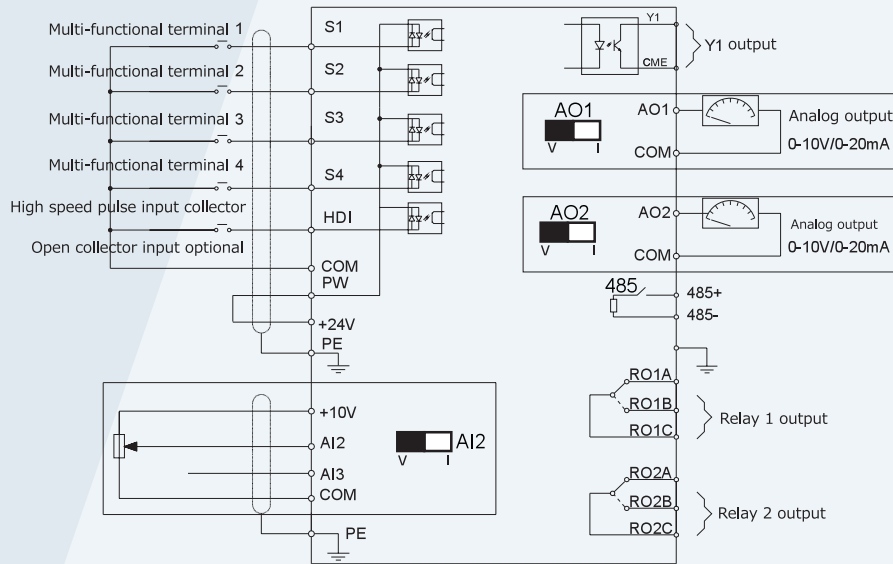 Multi-functional terminal 1
S1
Multi-functional terminal 2
S2
Multi-functional terminal 3
S3
Multi-functional terminal 4
S4
High speed pulse input collector
HDI
Open collector input optional
COM
PW
+24V
PE
+10V
AI2
AI3
COM
V I
AI2
PE
Y1
CME
Y1 output
AO1
V I
AO1
COM
Analog output
0-10V/0-20mA
AO2
V I
AO2
COM
Analog output
0-10V/0-20mA
485
485+
485-
RO1A
RO1B
RO1C
Relay 1 output
RO2A
RO2B
RO2C
Relay 2 output